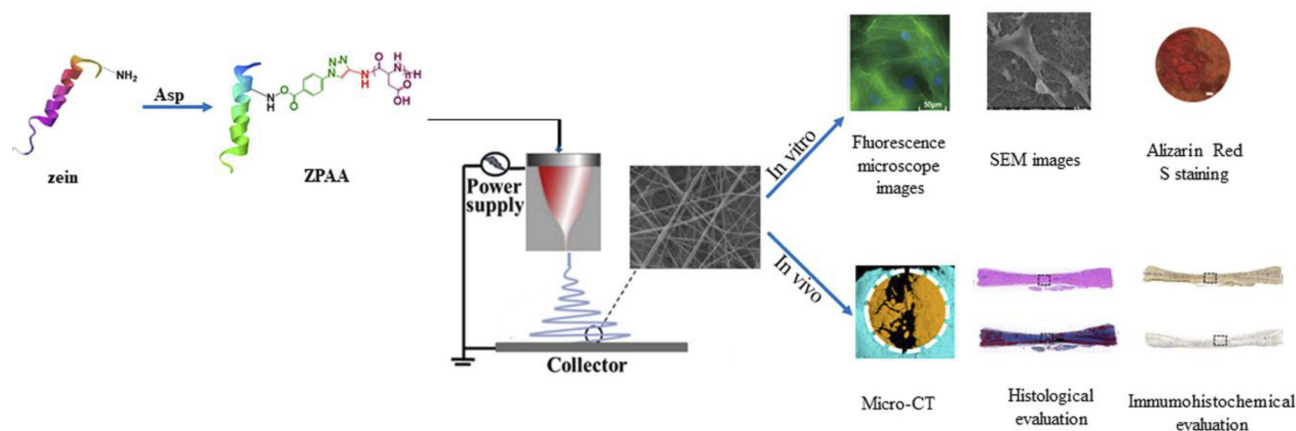 zein
NH2
Asp
ZPAA
N=N
N
N
H
O
O
O
N
H
O
H
N
H
O
OH
Power
supply
Collector
In vitro
In vivo
50μm
Fluorescence
microscope
images
SEM images
Alizarin Red
S staining
Micro-CT
Histological
evaluation
Immumohistochemical
evaluation